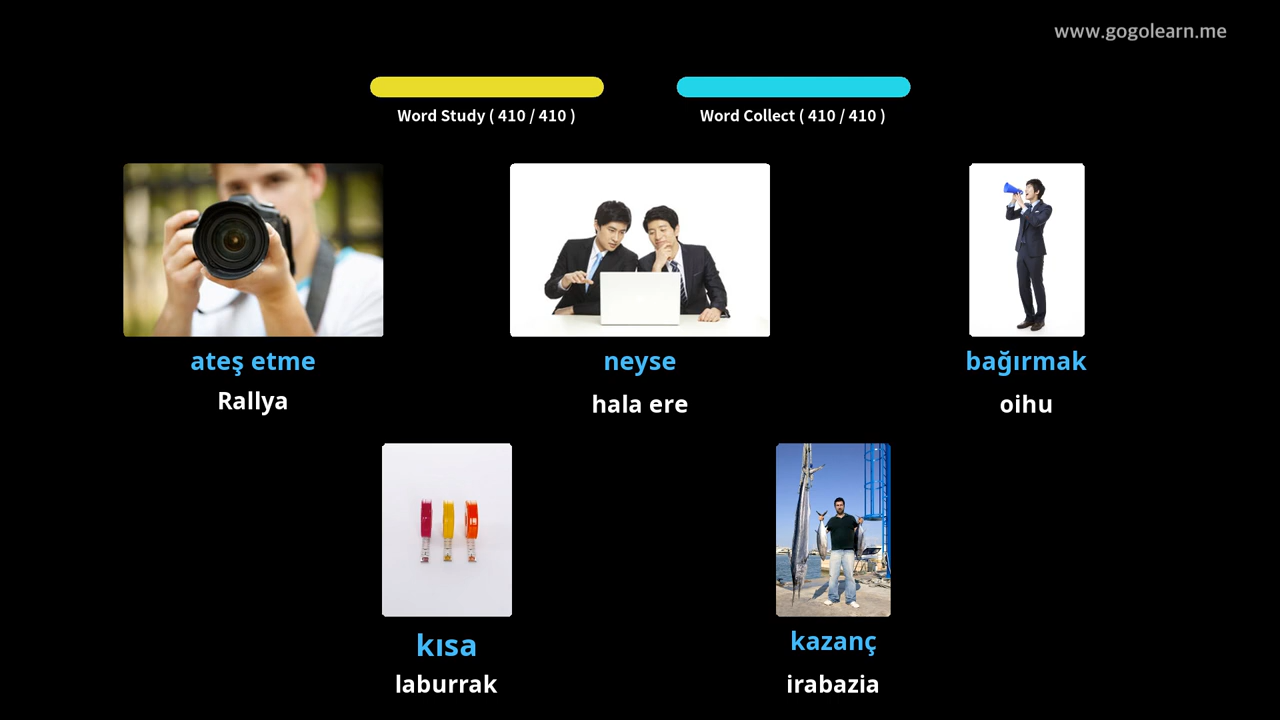 www.gogolearn.me
Word Study ( 410 / 410 )
Word Collect ( 410 / 410 )
ateş etme
Rallya
neyse
hala ere
bağırmak
oihu
kısa
laburrak
kazanç
irabazia